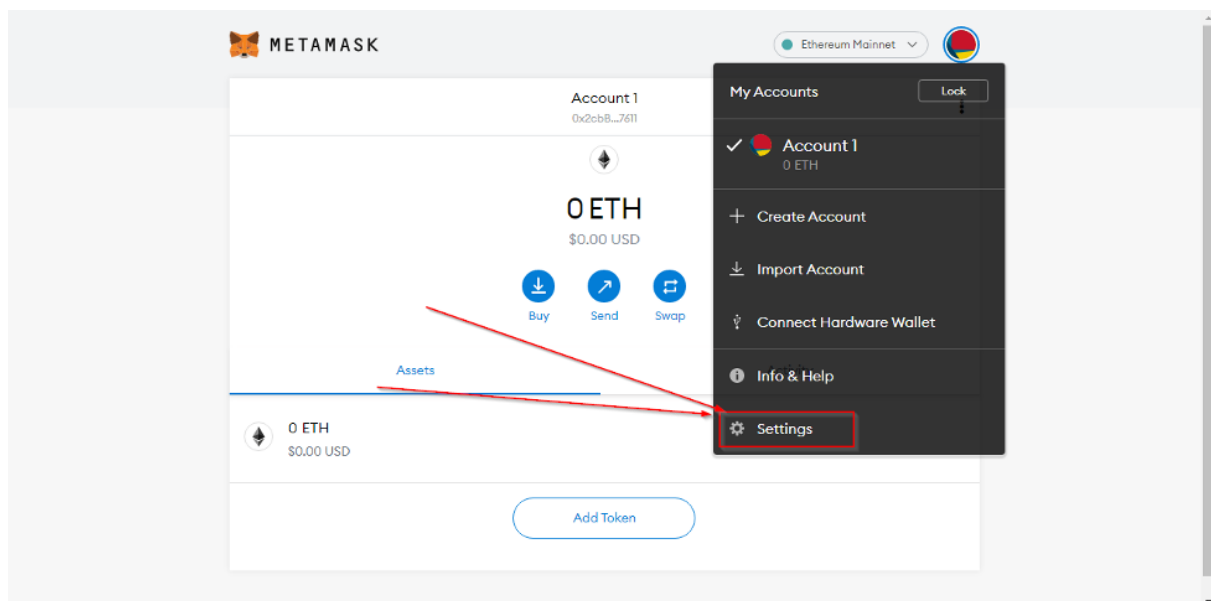 METAMASK
Ethereum Mainnet
Account 1
0x2cbB...7611
0 ETH
$0.00 USD
Buy
Send
Swap
Assets
0 ETH
$0.00 USD
Add Token
My Accounts
Lock
Account 1
0 ETH
Create Account
Import Account
Connect Hardware Wallet
Info & Help
Settings